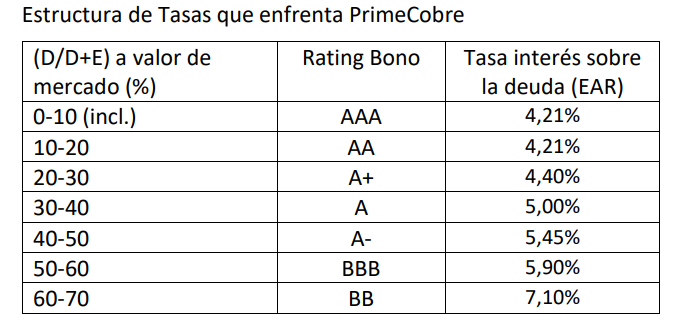 Estructura de Tasas que enfrenta PrimeCobre
(D/D+E) a valor de mercado (%) Rating Bono Tasa interés sobre la deuda (EAR)
0-10 (incl.) AAA 4,21%
10-20 AA 4,21%
20-30 A+ 4,40%
30-40 A 5,00%
40-50 A- 5,45%
50-60 BBB 5,90%
60-70 BB 7,10%